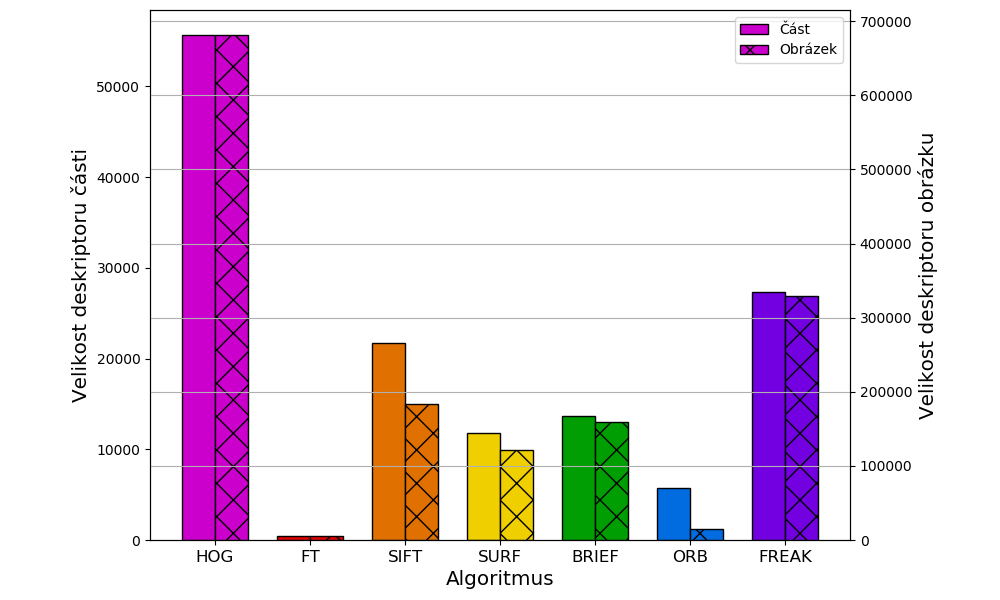 Část
Obrázek
Velikost deskriptoru části
50000
40000
30000
20000
10000
0
700000
600000
500000
400000
300000
200000
100000
0
Velikost deskriptoru obrázku
HOG FT SIFT SURF BRIEF ORB FREAK
Algoritmus